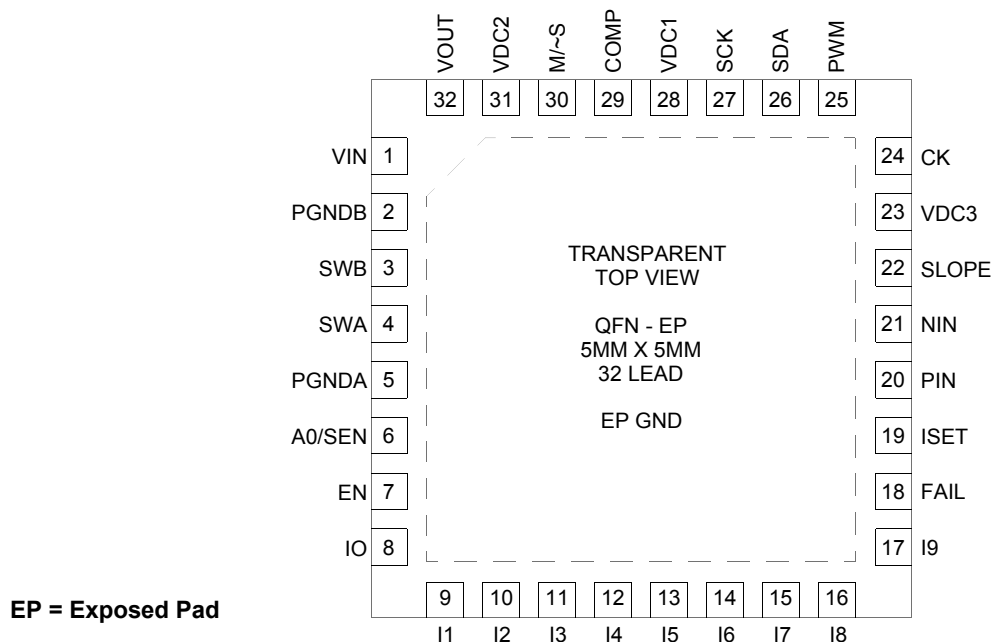 VOUT
VDC2
M/~S
COMP
VDC1
SCK
SDA
PWM
32 31 30 29 28 27 26 25
VIN 1
PGNDB 2
SWB 3
SWA 4
PGNDA 5
A0/SEN 6
EN 7
IO 8
TRANSPARENT
TOP VIEW
QFN - EP
5MM X 5MM
32 LEAD
EP GND
24 CK
23 VDC3
22 SLOPE
21 NIN
20 PIN
19 ISET
18 FAIL
17 I9
9 10 11 12 13 14 15 16
I1 I2 I3 I4 I5 I6 I7 I8
EP = Exposed Pad